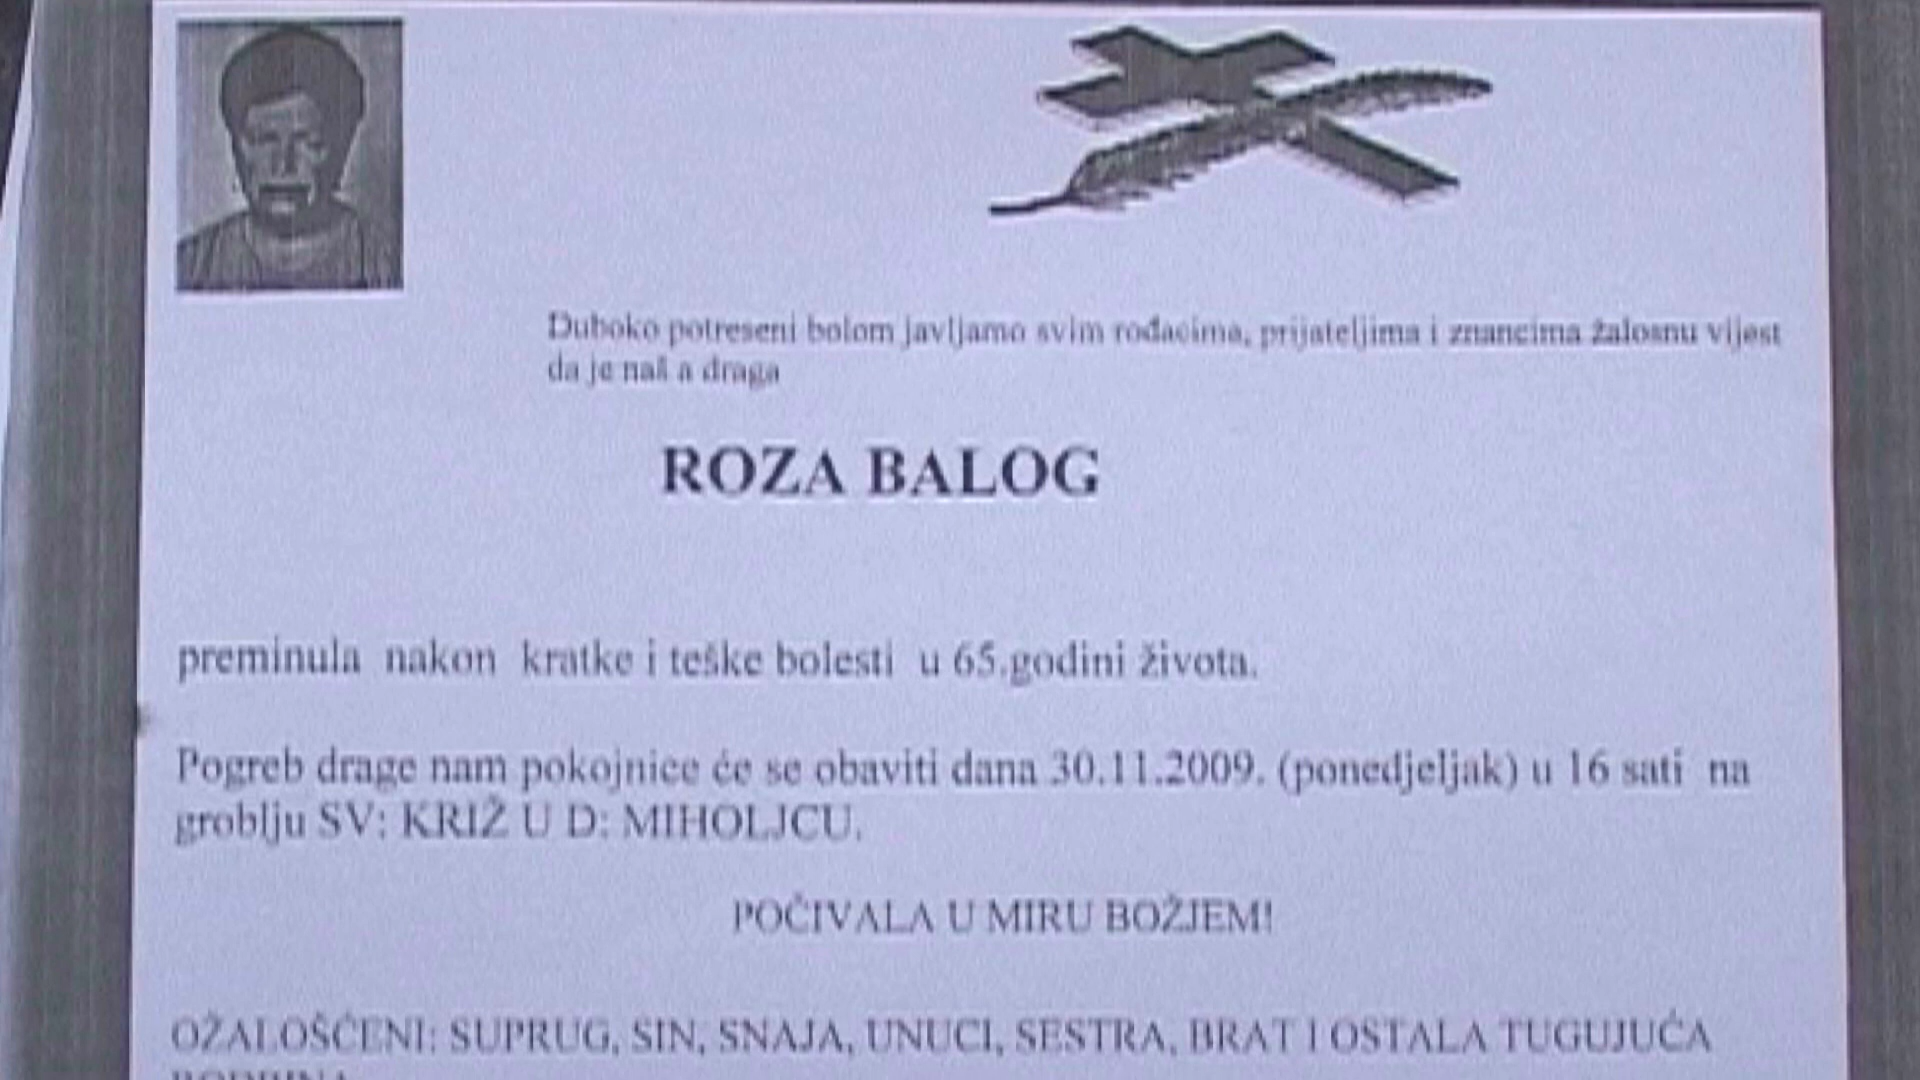 Duboko potreseni bolom javljamo svim rođacima, prijateljima i znancima žalosnu vijest
da je naš a draga
ROZA BALOG
preminula nakon kratke i teške bolesti u 65.godini života.
Pogreb drage nam pokojnice će se obaviti dana 30.11.2009. (ponedjeljak) u 16 sati na
groblju SV: KRIŽ U D: MIHOLJCU.
POČIVALA U MIRU BOŽJEM!
OŽALOŠĆENI: SUPRUG, SIN, SNAJA, UNUCI, SESTRA, BRAT I OSTALA TUGUJUĆA